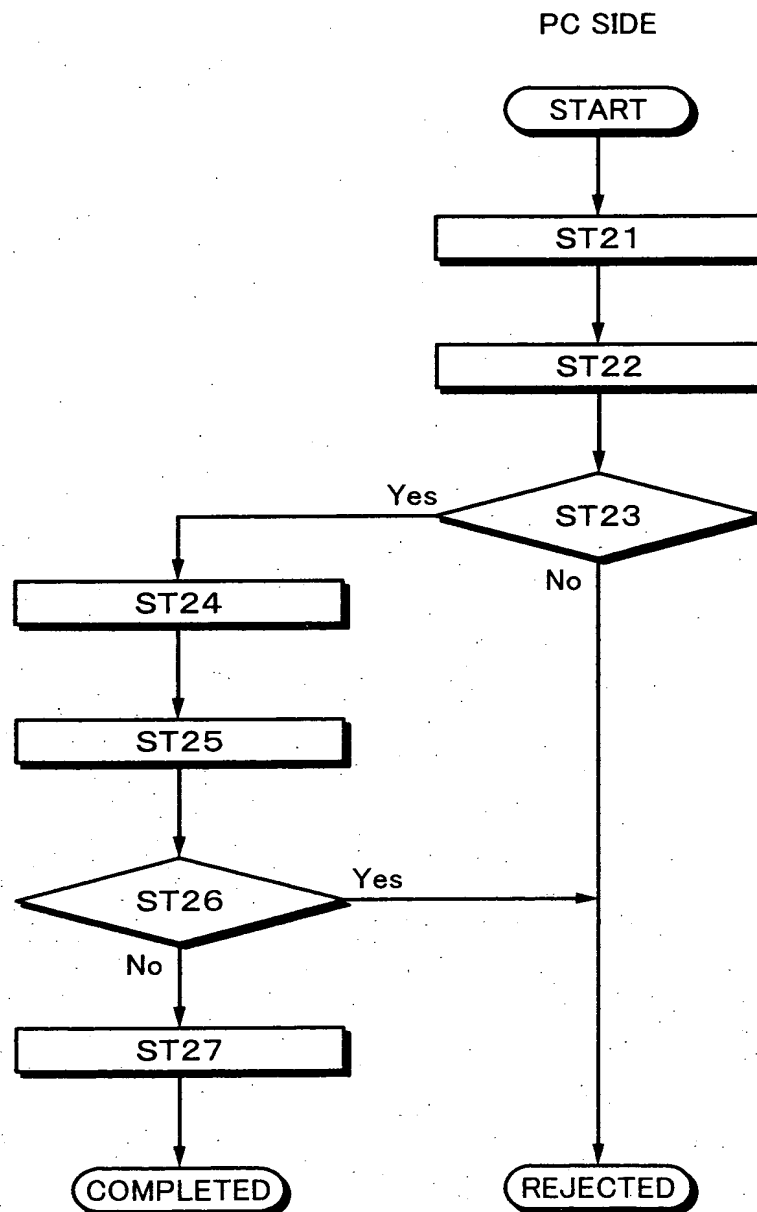 PC SIDE
START
ST21
ST22
Yes
ST23
No
ST24
ST25
ST26
Yes
No
ST27
COMPLETED
REJECTED